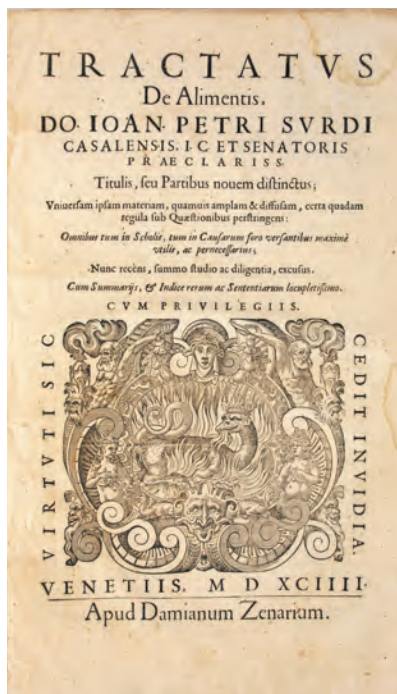 TRACTATVS
De Alimentis.
DO. IOAN. PETRI SVRDI
CASALENSIS. I. C ET SENATORIS
PRAECLARISS.
Titulis, seu Partibus nouem distinctus;
Vniuersam ipsam materiam, quamuis amplam & diffusam, certa quadam
regula sub Quæstionibus perstringens:
Omnibus tum in Scholis, tum in Causarum foro versantibus maximè
vtilis, ac pernecessarius;
Nunc recèns, summo studio ac diligentia, excusus.
Cum Summarijs, & Indice rerum ac Sententiarum locupletissimo.
CVM PRIVILEGIIS.
VIRTVTI SIC
CEDIT INVIDIA.
VENETIIS, M D XCIIII.
Apud Damianum Zenarium.